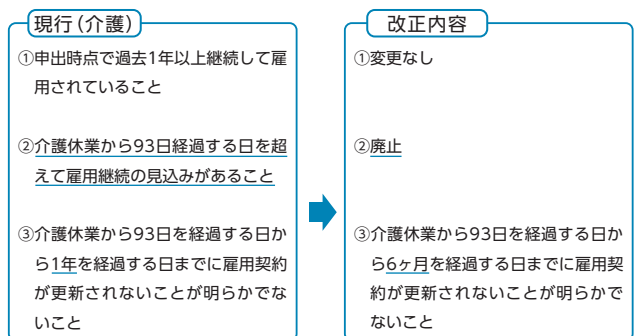 現行(介護)
①申出時点で過去1年以上継続して雇
用されていること
②介護休業から93日経過する日を超
えて雇用継続の見込みがあること
③介護休業から93日を経過する日か
ら1年を経過する日までに雇用契約
が更新されないことが明らかでな
いこと
改正内容
①変更なし
②廃止
③介護休業から93日を経過する日か
ら6ヶ月を経過する日までに雇用契
約が更新されないことが明らかで
ないこと